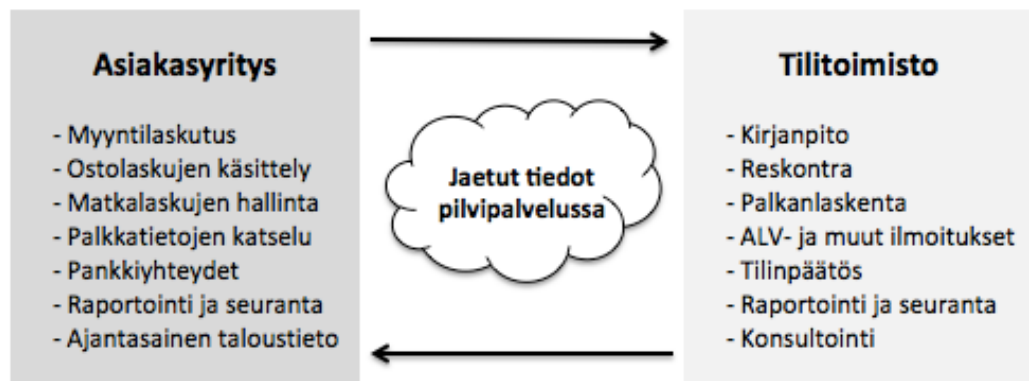 Asiakasyritys
- Myyntilaskutus
- Ostolaskujen käsittely
- Matkalaskujen hallinta
- Palkkatietojen katselu
- Pankkiyhteydet
- Raportointi ja seuranta
- Ajantasainen taloustieto
Jaetut tiedot
pilvipalvelussa
Tilitoimisto
- Kirjanpito
- Reskontra
- Palkanlaskenta
- ALV- ja muut ilmoitukset
- Tilinpäätös
- Raportointi ja seuranta
- Konsultointi